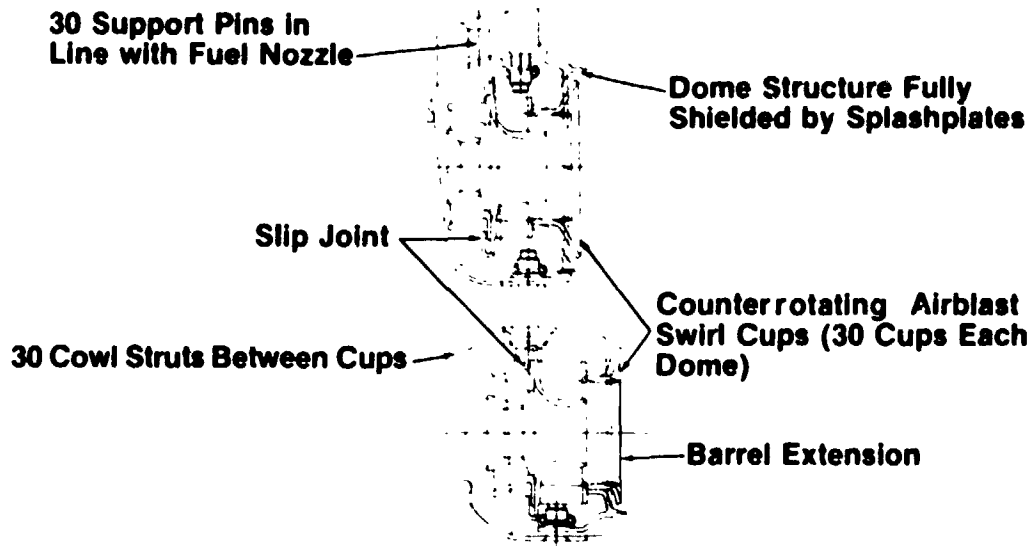 30 Support Pins in
Line with Fuel Nozzle
Dome Structure Fully
Shielded by Splashplates
Slip Joint
Counterrotating Airblast
Swirl Cups (30 Cups Each
Dome)
30 Cowl Struts Between Cups
Barrel Extension